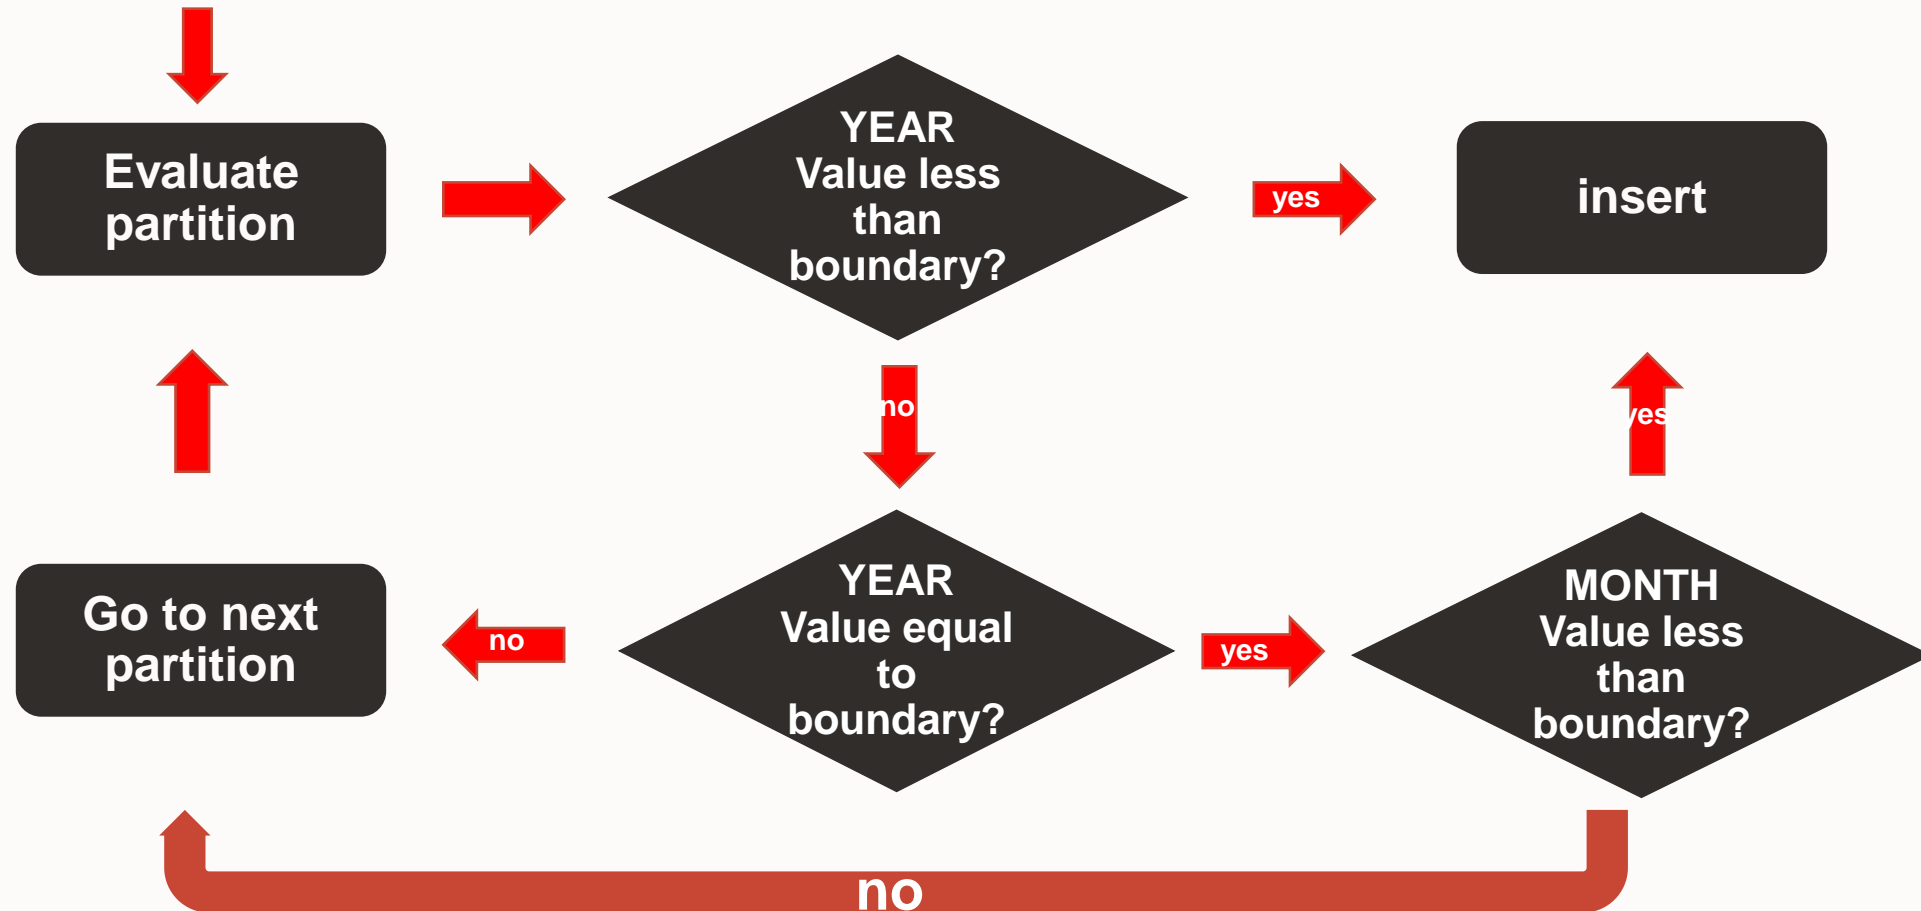 Evaluate
partition
YEAR
Value less
than
boundary?
yes
insert
no
yes
Go to next
partition
no
YEAR
Value equal
to
boundary?
yes
MONTH
Value less
than
boundary?
no